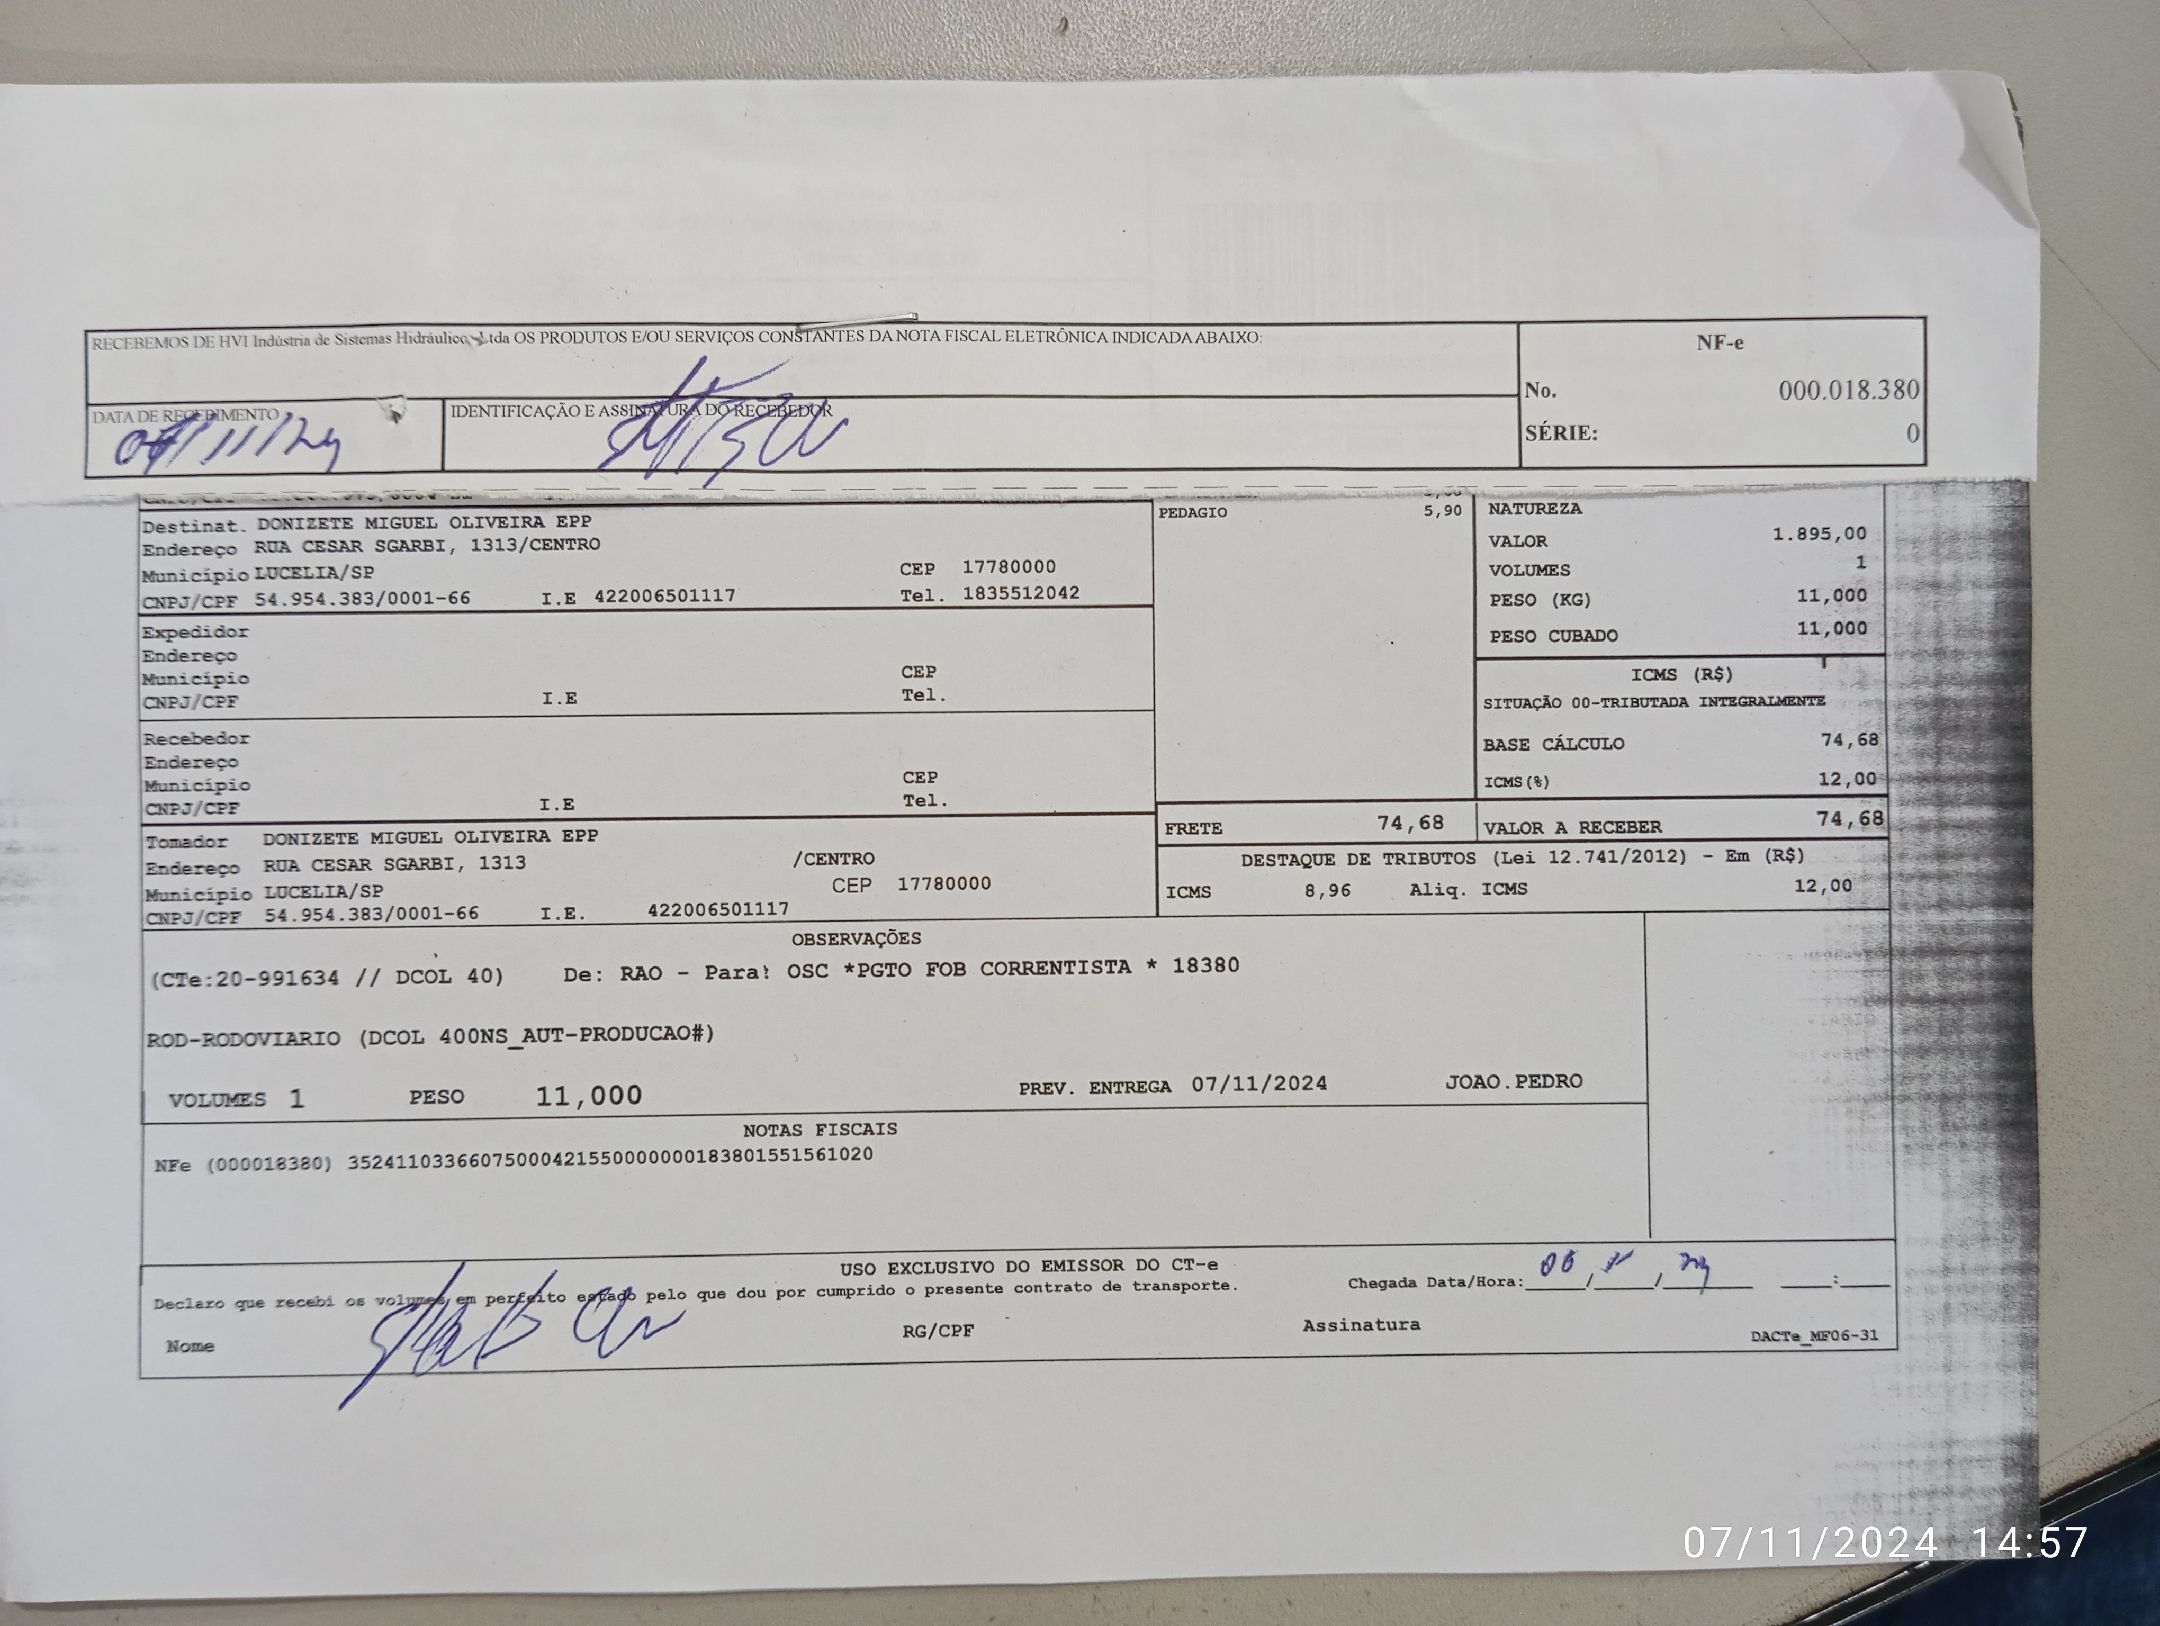 RECEBEMOS DE HVI Indústria de Sistemas Hidráulico Ltda OS PRODUTOS E/OU SERVIÇOS CONSTANTES DA NOTA FISCAL ELETRÔNICA INDICADA ABAIXO:
NF-e
No. 000.018.380
SÉRIE: 0
DATA DE RECEBIMENTO
IDENTIFICAÇÃO E ASSINATURA DO RECEBEDOR
/11/24
Destinat. DONIZETE MIGUEL OLIVEIRA EPP
Endereço RUA CESAR SGARBI, 1313/CENTRO
Município LUCELIA/SP CEP 17780000
CNPJ/CPF 54.954.383/0001-66 I.E 422006501117 Tel. 1835512042
Expedidor
Endereço
Município CEP
CNPJ/CPF I.E Tel.
Recebedor
Endereço
Município CEP
CNPJ/CPF I.E Tel.
Tomador DONIZETE MIGUEL OLIVEIRA EPP
Endereço RUA CESAR SGARBI, 1313 /CENTRO
Município LUCELIA/SP CEP 17780000
CNPJ/CPF 54.954.383/0001-66 I.E. 422006501117
PEDAGIO 5,90
NATUREZA
VALOR 1.895,00
VOLUMES 1
PESO (KG) 11,000
PESO CUBADO 11,000
ICMS (R$)
SITUAÇÃO 00-TRIBUTADA INTEGRALMENTE
BASE CÁLCULO 74,68
ICMS(%) 12,00
FRETE 74,68 VALOR A RECEBER 74,68
DESTAQUE DE TRIBUTOS (Lei 12.741/2012) - Em (R$)
ICMS 8,96 Aliq. ICMS 12,00
OBSERVAÇÕES
(CTe:20-991634 // DCOL 40) De: RAO - Para: OSC *PGTO FOB CORRENTISTA * 18380
ROD-RODOVIARIO (DCOL 400NS_AUT-PRODUCAO#)
VOLUMES 1 PESO 11,000 PREV. ENTREGA 07/11/2024 JOAO.PEDRO
NOTAS FISCAIS
NFe (000018380) 35241103366075000421550000000183801551561020
USO EXCLUSIVO DO EMISSOR DO CT-e
Declaro que recebi os volumes em perfeito estado pelo que dou por cumprido o presente contrato de transporte.
Chegada Data/Hora: / / :
Nome RG/CPF Assinatura
DACTe_MF06-31
07/11/2024 14:57